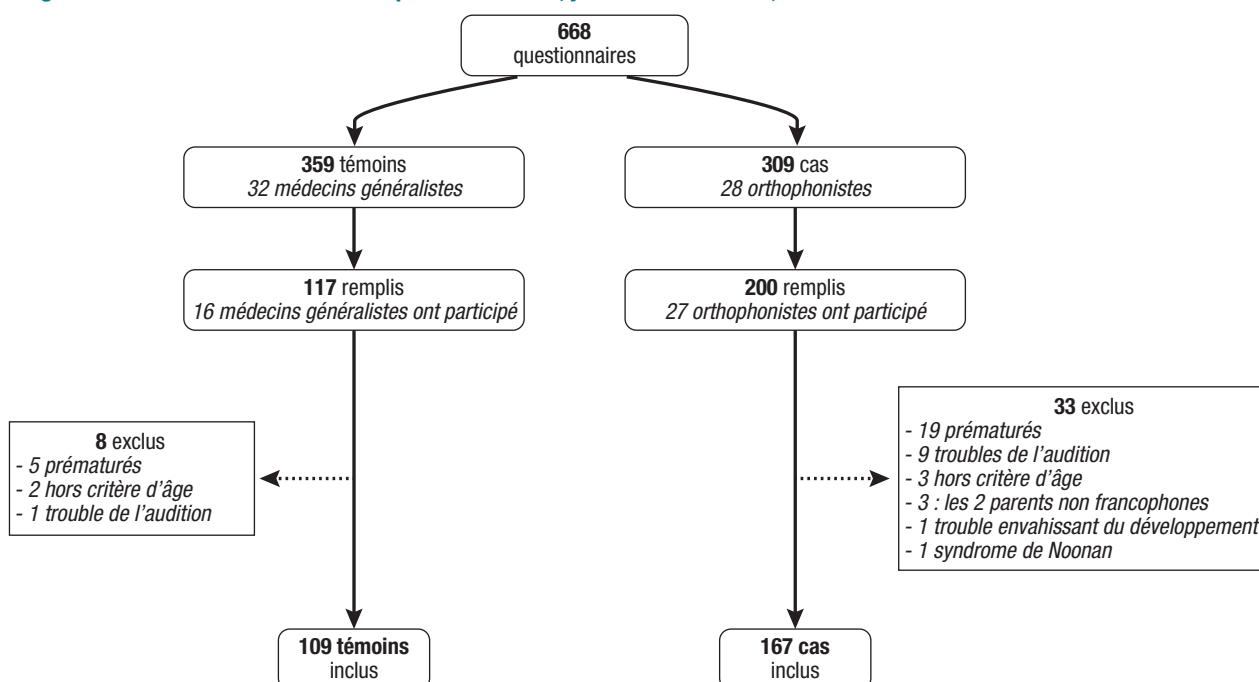 668
questionnaires
359 témoins
32 médecins généralistes
309 cas
28 orthophonistes
117 remplis
16 médecins généralistes ont participé
200 remplis
27 orthophonistes ont participé
8 exclus
- 5 prématurés
- 2 hors critère d'âge
- 1 trouble de l'audition
33 exclus
- 19 prématurés
- 9 troubles de l'audition
- 3 hors critère d'âge
- 3 : les 2 parents non francophones
- 1 trouble envahissant du développement
- 1 syndrome de Noonan
109 témoins
inclus
167 cas
inclus